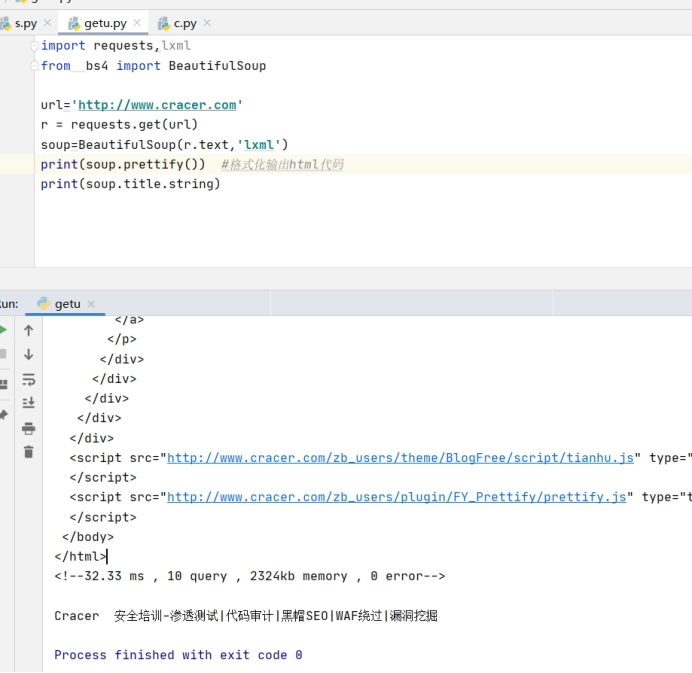 s.py
getu.py
c.py
import requests,lxml
from bs4 import BeautifulSoup
url='http://www.cracer.com'
r = requests.get(url)
soup=BeautifulSoup(r.text,'lxml')
print(soup.prettify())  #格式化输出html代码
print(soup.title.string)
un:
getu
</a>
</p>
</div>
</div>
</div>
</div>
</div>
<script src="http://www.cracer.com/zb_users/theme/BlogFree/script/tianhu.js" type="
</script>
<script src="http://www.cracer.com/zb_users/plugin/FY_Prettify/prettify.js" type="t
</script>
</body>
</html>
<!--32.33 ms , 10 query , 2324kb memory , 0 error-->
Cracer  安全培训-渗透测试|代码审计|黑帽SEO|WAF绕过|漏洞挖掘
Process finished with exit code 0